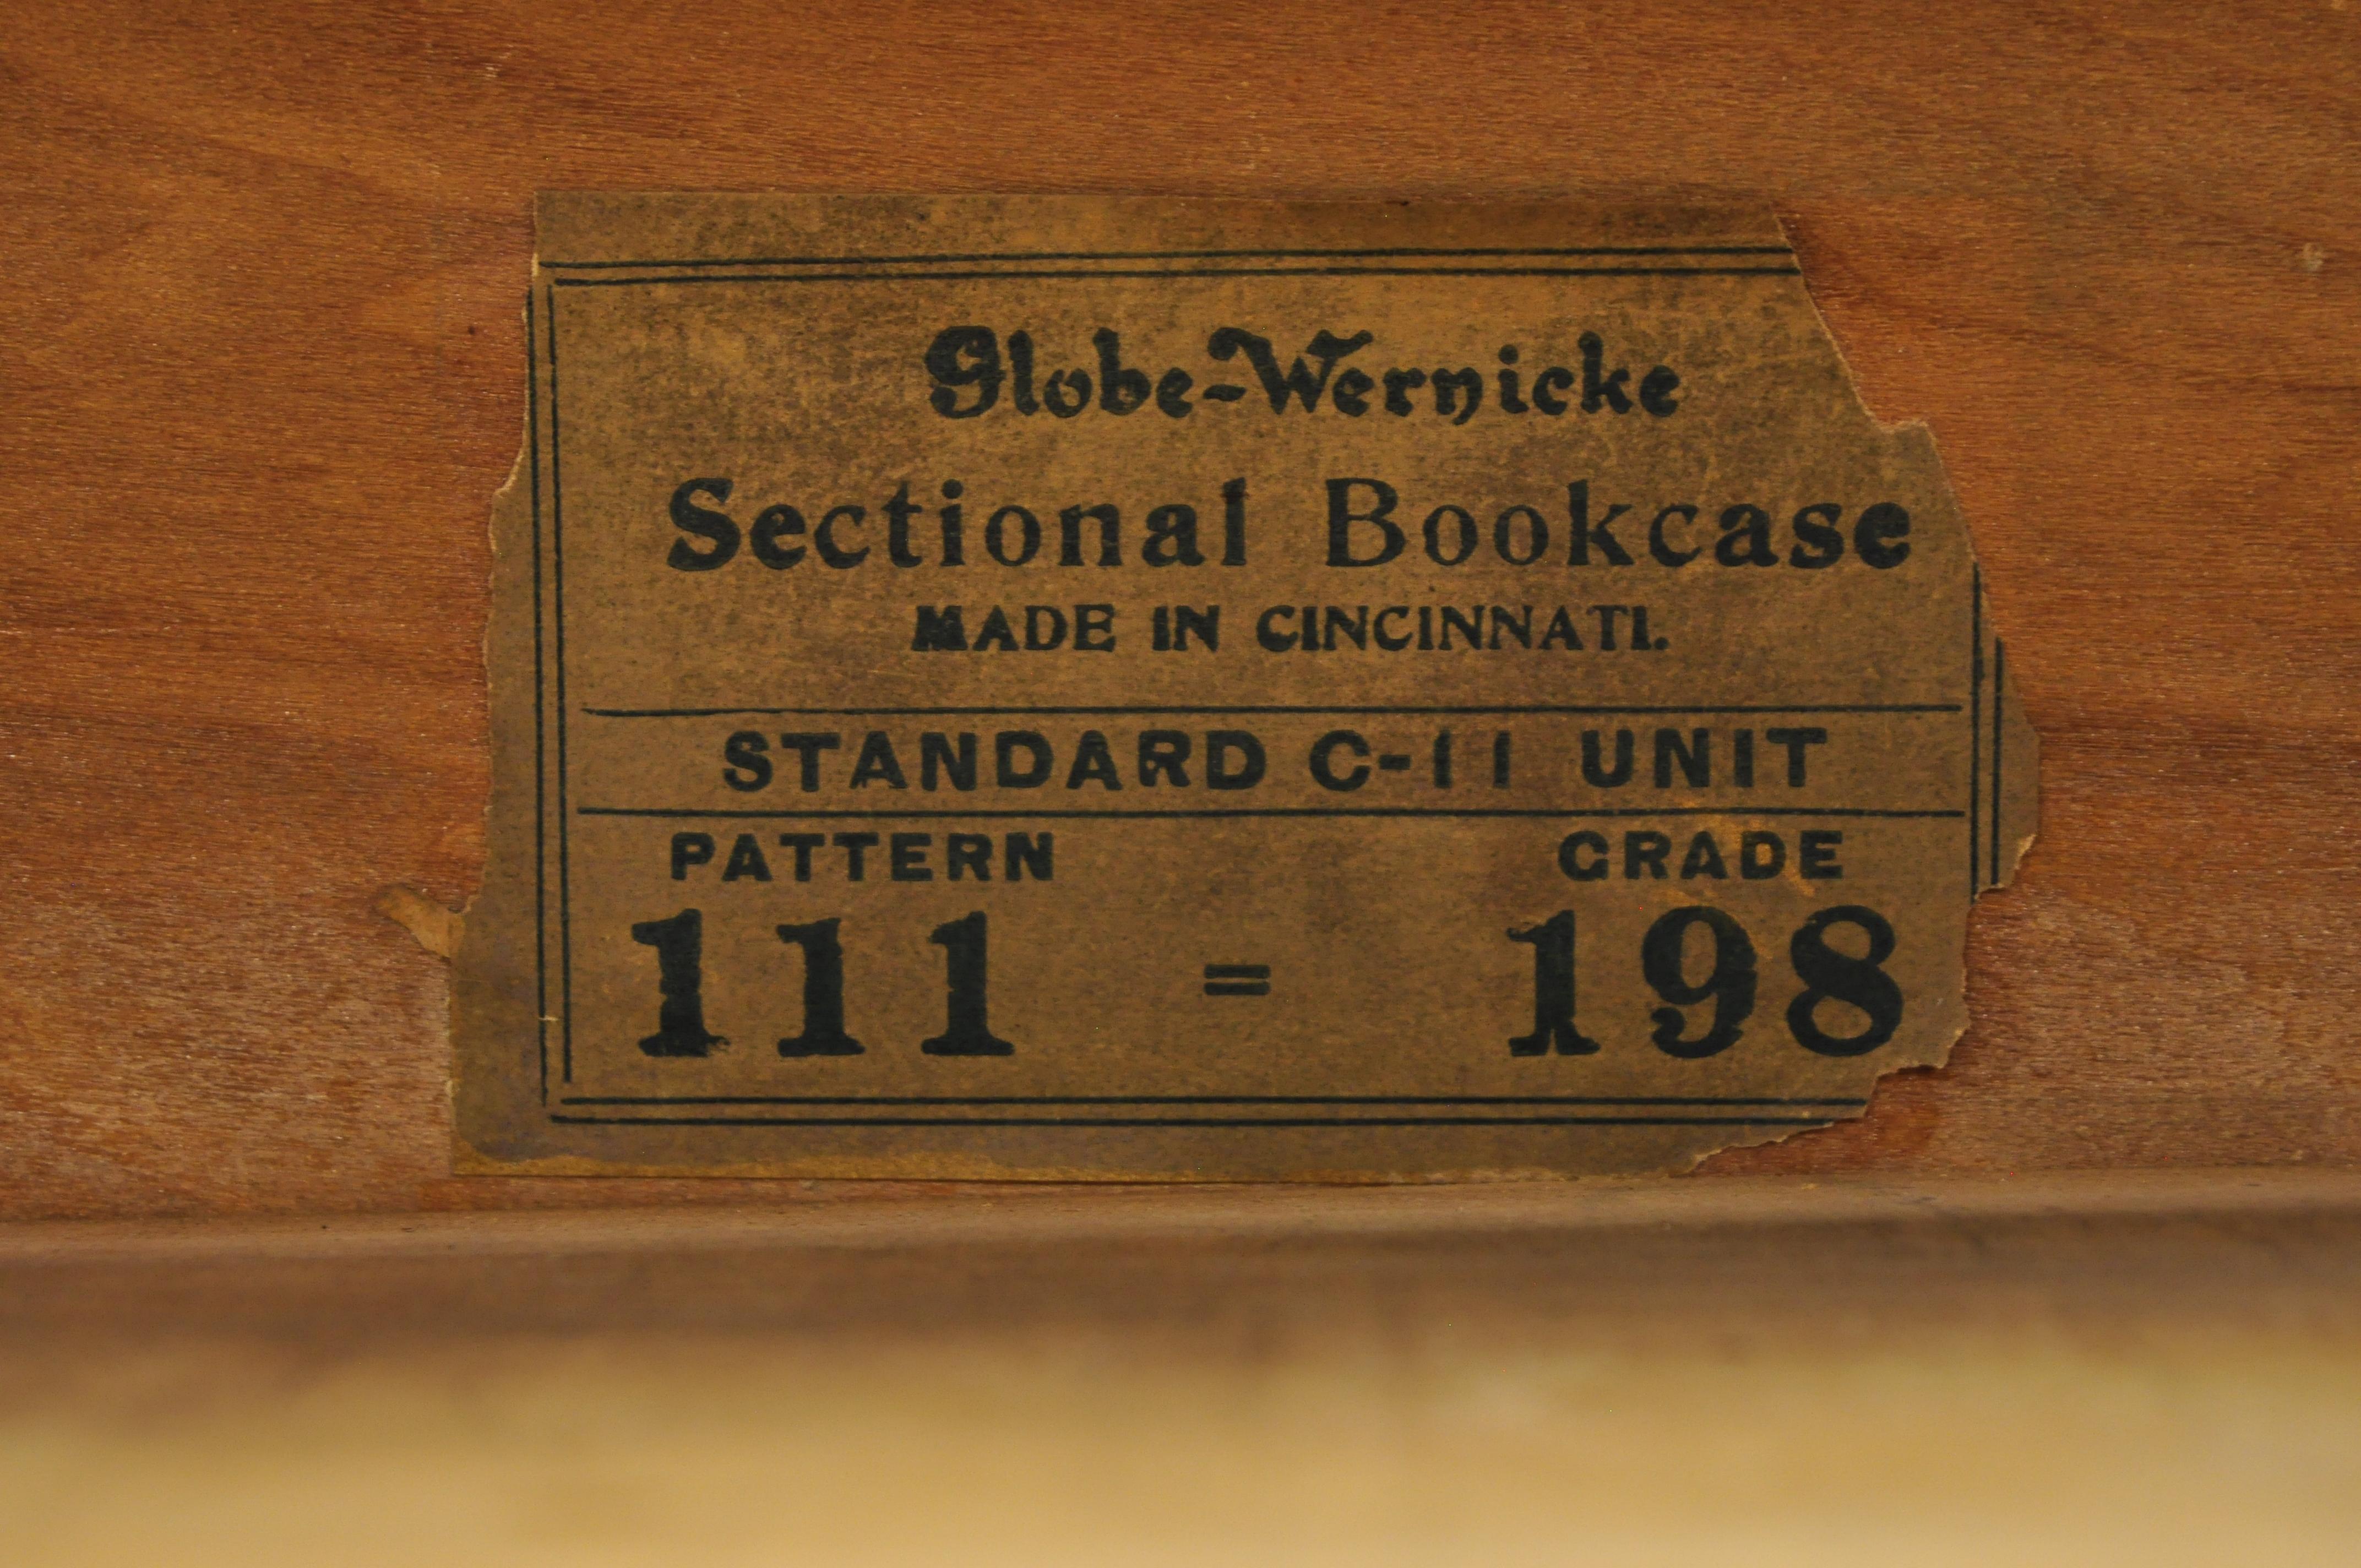 Globe-Wernicke
Sectional Bookcase
MADE IN CINCINNATI.
STANDARD C-11 UNIT
PATTERN GRADE
111 = 198